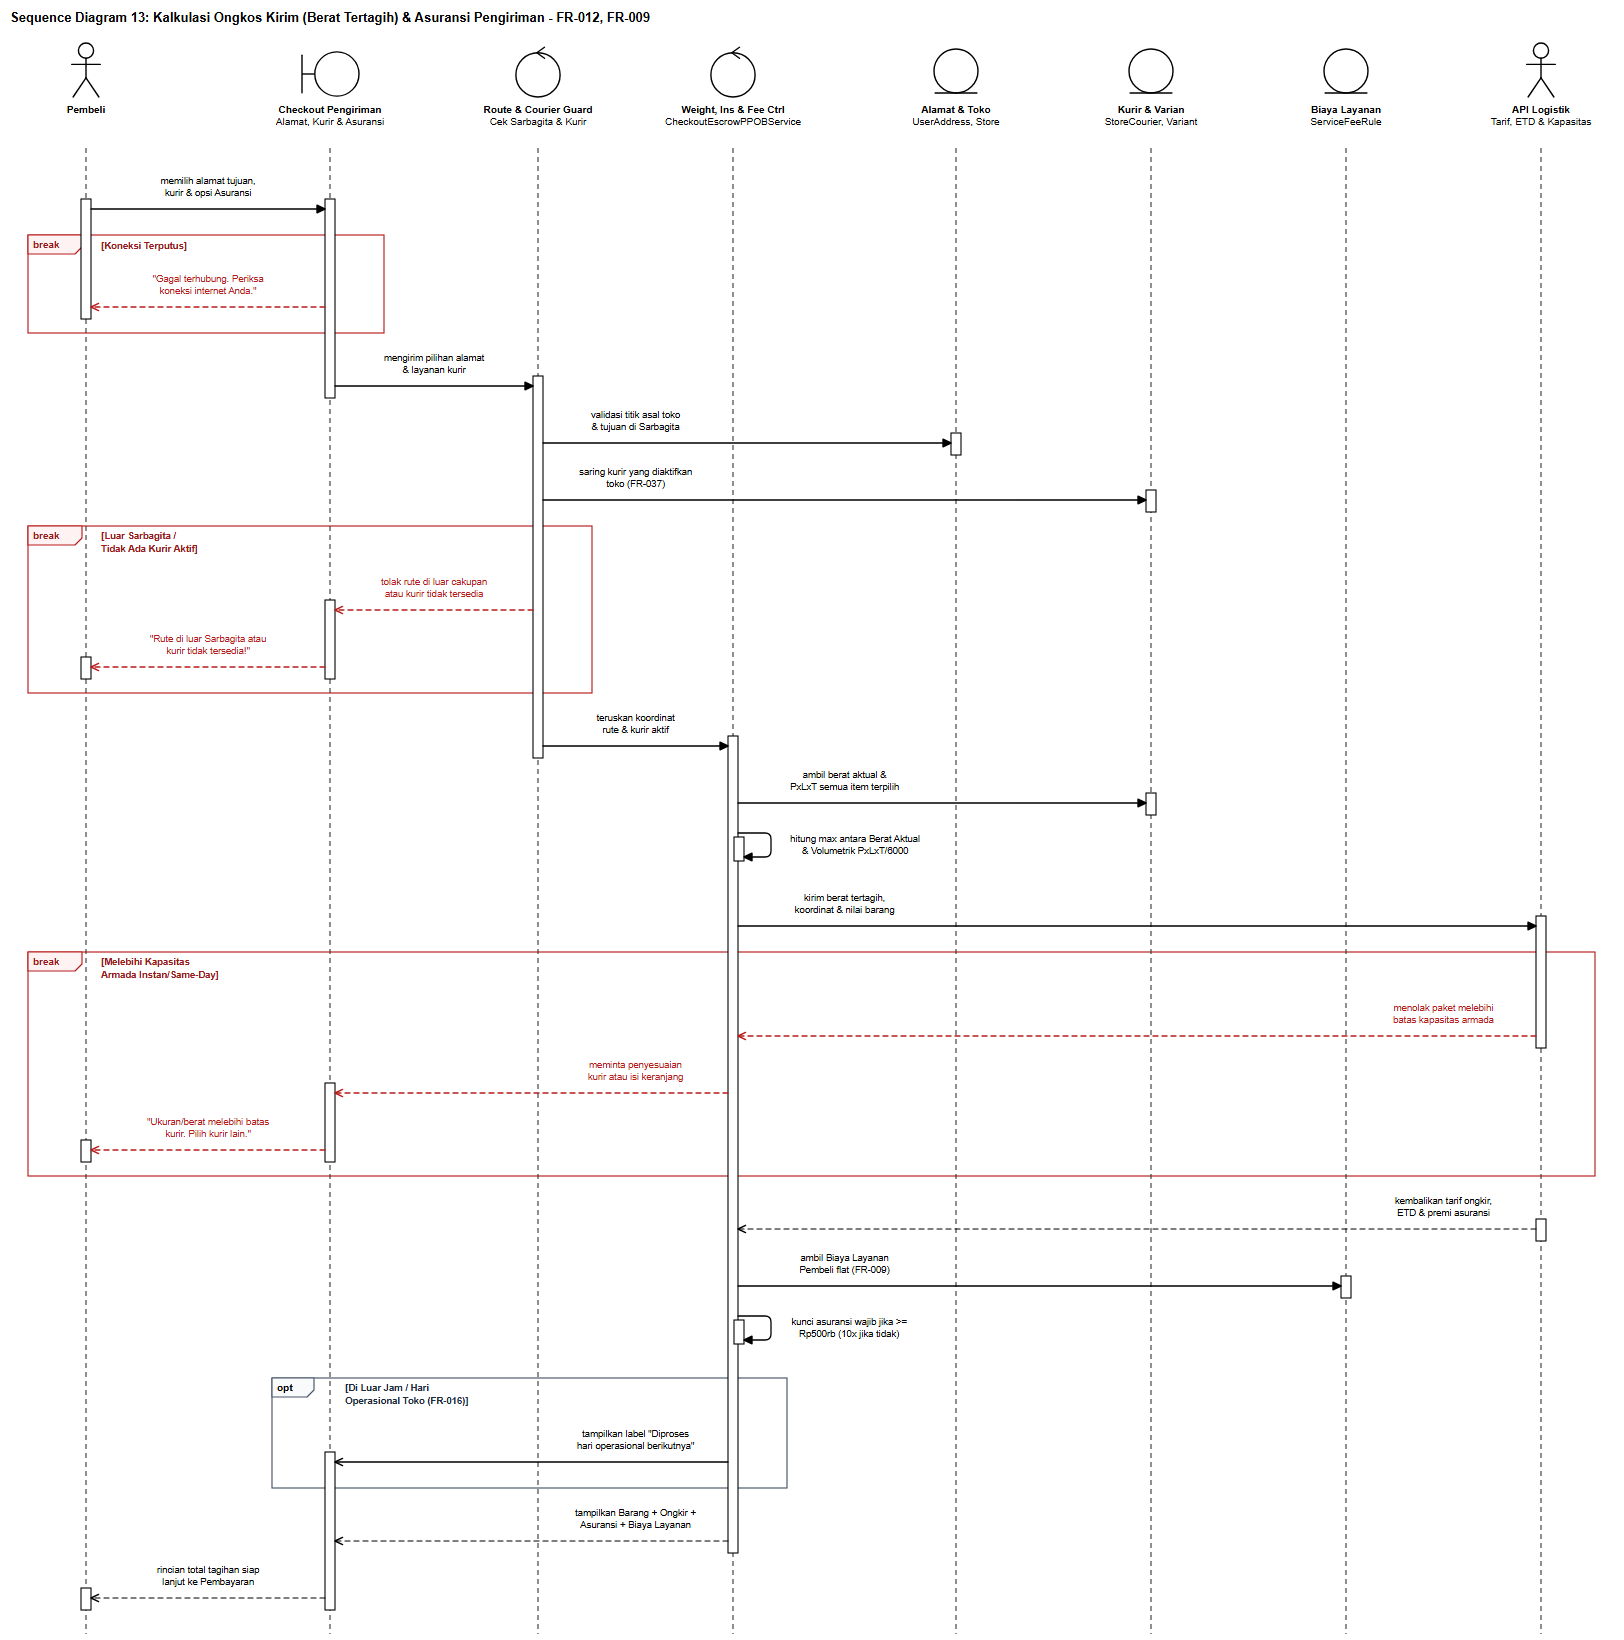 Sequence Diagram 13: Kalkulasi Ongkos Kirim (Berat Tertagih) & Asuransi Pengiriman - FR-012, FR-009
Pembeli
Checkout Pengiriman
Alamat, Kurir & Asuransi
Route & Courier Guard
Cek Sarbagita & Kurir
Weight, Ins & Fee Ctrl
CheckoutEscrowPPOBService
Alamat & Toko
UserAddress, Store
Kurir & Varian
StoreCourier, Variant
Biaya Layanan
ServiceFeeRule
API Logistik
Tarif, ETD & Kapasitas
memilih alamat tujuan,
kurir & opsi Asuransi
break
[Koneksi Terputus]
"Gagal terhubung. Periksa
koneksi internet Anda."
mengirim pilihan alamat
& layanan kurir
validasi titik asal toko
& tujuan di Sarbagita
saring kurir yang diaktifkan
toko (FR-037)
break
[Luar Sarbagita /
Tidak Ada Kurir Aktif]
tolak rute di luar cakupan
atau kurir tidak tersedia
"Rute di luar Sarbagita atau
kurir tidak tersedia!"
teruskan koordinat
rute & kurir aktif
ambil berat aktual &
PxLxT semua item terpilih
hitung max antara Berat Aktual
& Volumetrik PxLxT/6000
kirim berat tertagih,
koordinat & nilai barang
break
[Melebihi Kapasitas
Armada Instan/Same-Day]
menolak paket melebihi
batas kapasitas armada
meminta penyesuaian
kurir atau isi keranjang
"Ukuran/berat melebihi batas
kurir. Pilih kurir lain."
kembalikan tarif ongkir,
ETD & premi asuransi
ambil Biaya Layanan
Pembeli flat (FR-009)
kunci asuransi wajib jika >=
Rp500rb (10x jika tidak)
opt
[Di Luar Jam / Hari
Operasional Toko (FR-016)]
tampilkan label "Diproses
hari operasional berikutnya"
tampilkan Barang + Ongkir +
Asuransi + Biaya Layanan
rincian total tagihan siap
lanjut ke Pembayaran